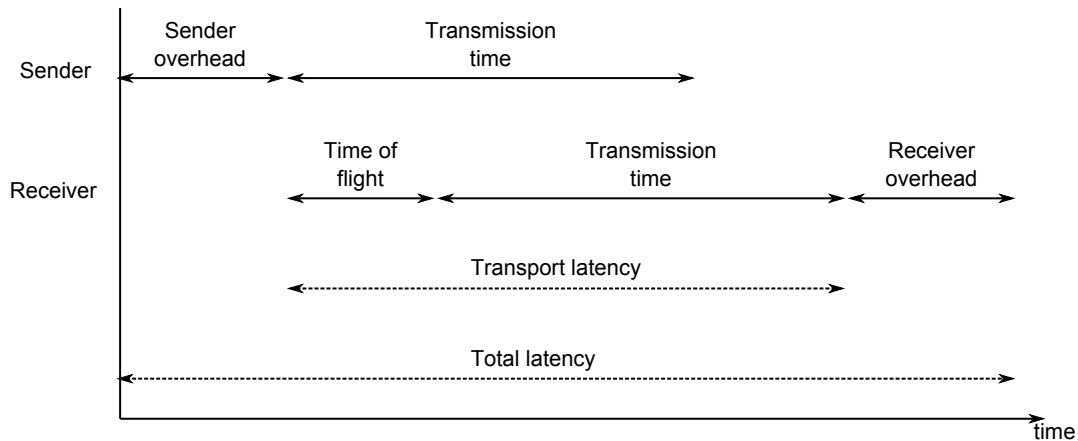 Sender
overhead
Transmission
time
Sender
Time of
flight
Transmission
time
Receiver
overhead
Receiver
Transport latency
Total latency
time